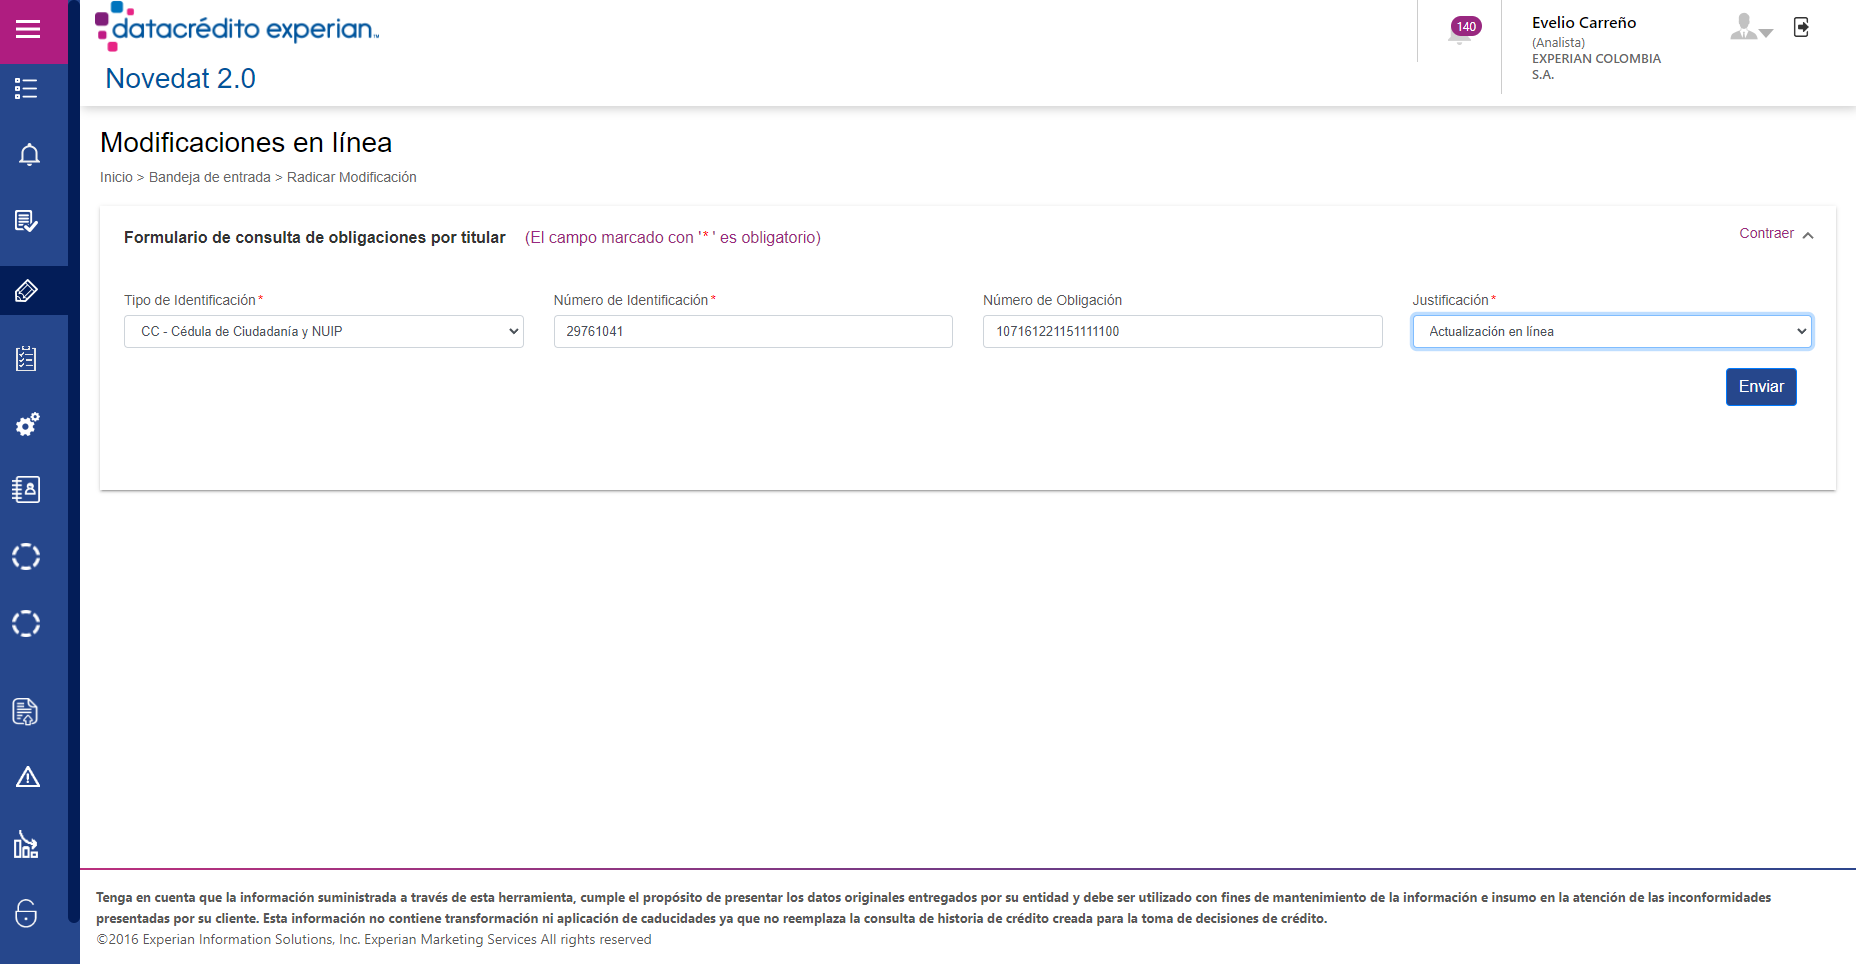 datacrédito experian™
140
Evelio Carreño
(Analista)
EXPERIAN COLOMBIA
S.A.
Novedat 2.0
Modificaciones en línea
Inicio > Bandeja de entrada > Radicar Modificación
Formulario de consulta de obligaciones por titular (El campo marcado con '*' es obligatorio)
Contraer
Tipo de Identificación* Número de Identificación* Número de Obligación Justificación*
CC - Cédula de Ciudadanía y NUIP 29761041 107161221151111100 Actualización en línea
Enviar
Tenga en cuenta que la información suministrada a través de esta herramienta, cumple el propósito de presentar los datos originales entregados por su entidad y debe ser utilizado con fines de mantenimiento de la información e insumo en la atención de las inconformidades
presentadas por su cliente. Esta información no contiene transformación ni aplicación de caducidades ya que no reemplaza la consulta de historia de crédito creada para la toma de decisiones de crédito.
©2016 Experian Information Solutions, Inc. Experian Marketing Services All rights reserved